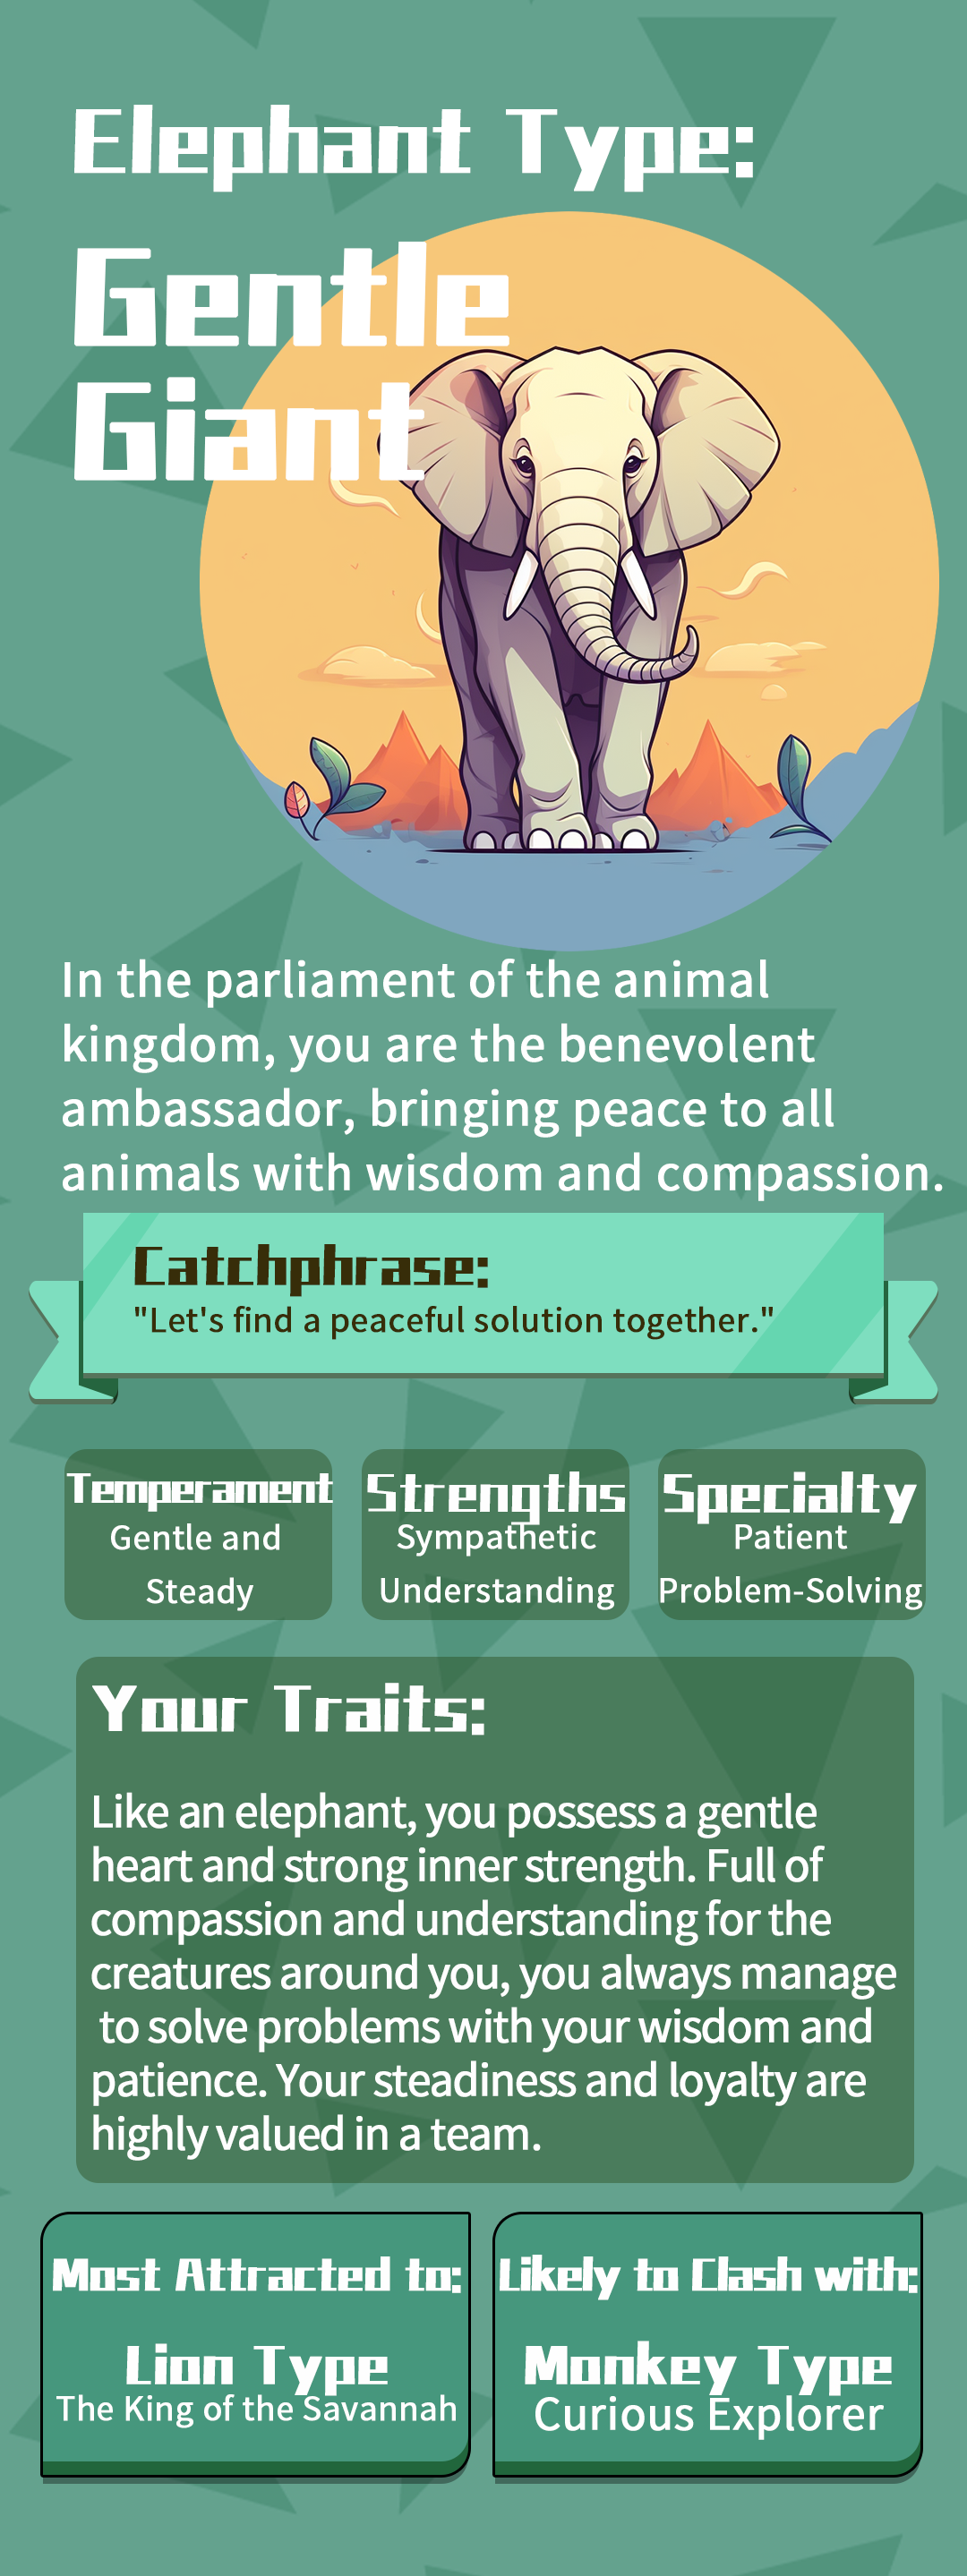 Elephant Type:
Gentle
Giant
In the parliament of the animal
kingdom, you are the benevolent
ambassador, bringing peace to all
animals with wisdom and compassion.
Catchphrase:
"Let's find a peaceful solution together."
Temperament
Gentle and
Steady
Strengths
Sympathetic
Understanding
Specialty
Patient
Problem-Solving
Your Traits:
Like an elephant, you possess a gentle
heart and strong inner strength. Full of
compassion and understanding for the
creatures around you, you always manage
to solve problems with your wisdom and
patience. Your steadiness and loyalty are
highly valued in a team.
Most Attracted to:
Lion Type
The King of the Savannah
Likely to Clash with:
Monkey Type
Curious Explorer